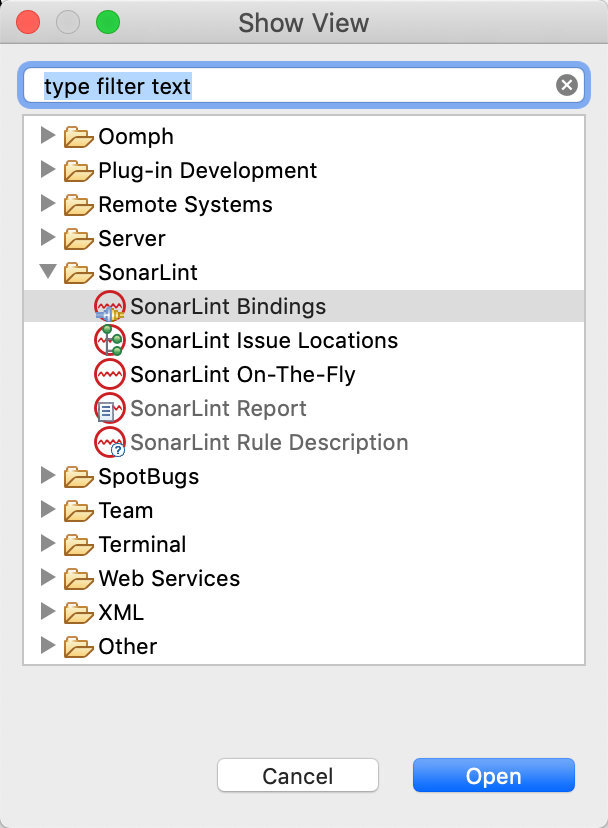 Show View
type filter text
Oomph
Plug-in Development
Remote Systems
Server
SonarLint
SonarLint Bindings
SonarLint Issue Locations
SonarLint On-The-Fly
SonarLint Report
SonarLint Rule Description
SpotBugs
Team
Terminal
Web Services
XML
Other
Cancel Open